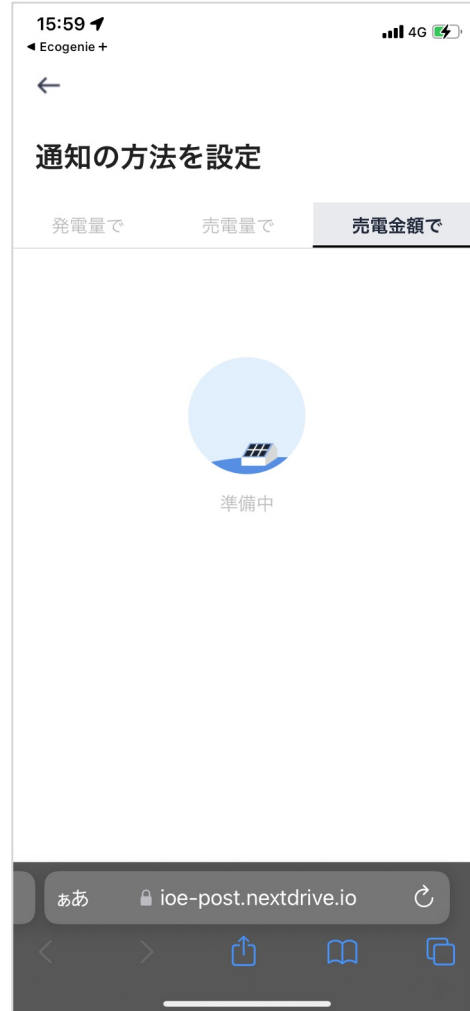 15:59
◀ Ecogenie +
4G
←
通知の方法を設定
発電量で 売電量で 売電金額で
準備中
ぁあ ioe-post.nextdrive.io